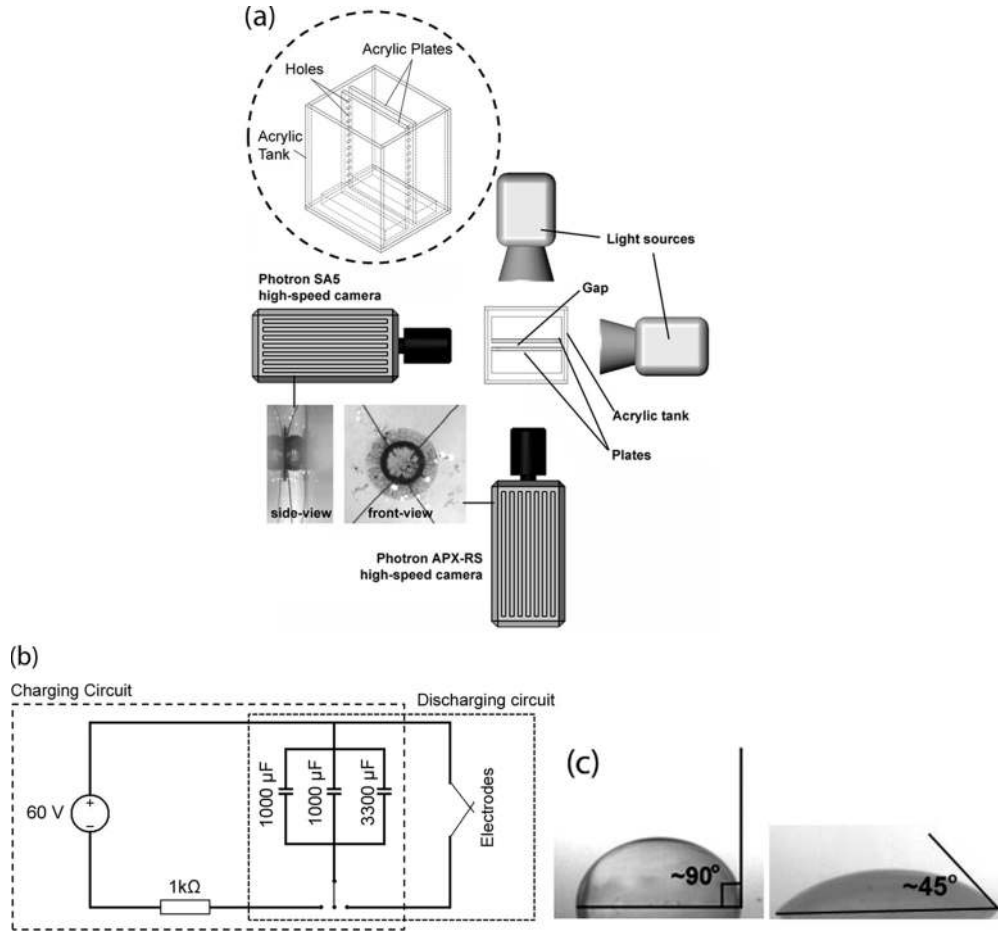 (a)
Acrylic Plates
Holes
Acrylic
Tank
Light sources
Photron SA5
high-speed camera
Gap
Acrylic tank
Plates
side-view
front-view
Photron APX-RS
high-speed camera
(b)
Charging Circuit
Discharging circuit
1000 µF
1000 µF
3300 µF
Electrodes
60 V
+
−
1kΩ
(c)
~90°
~45°